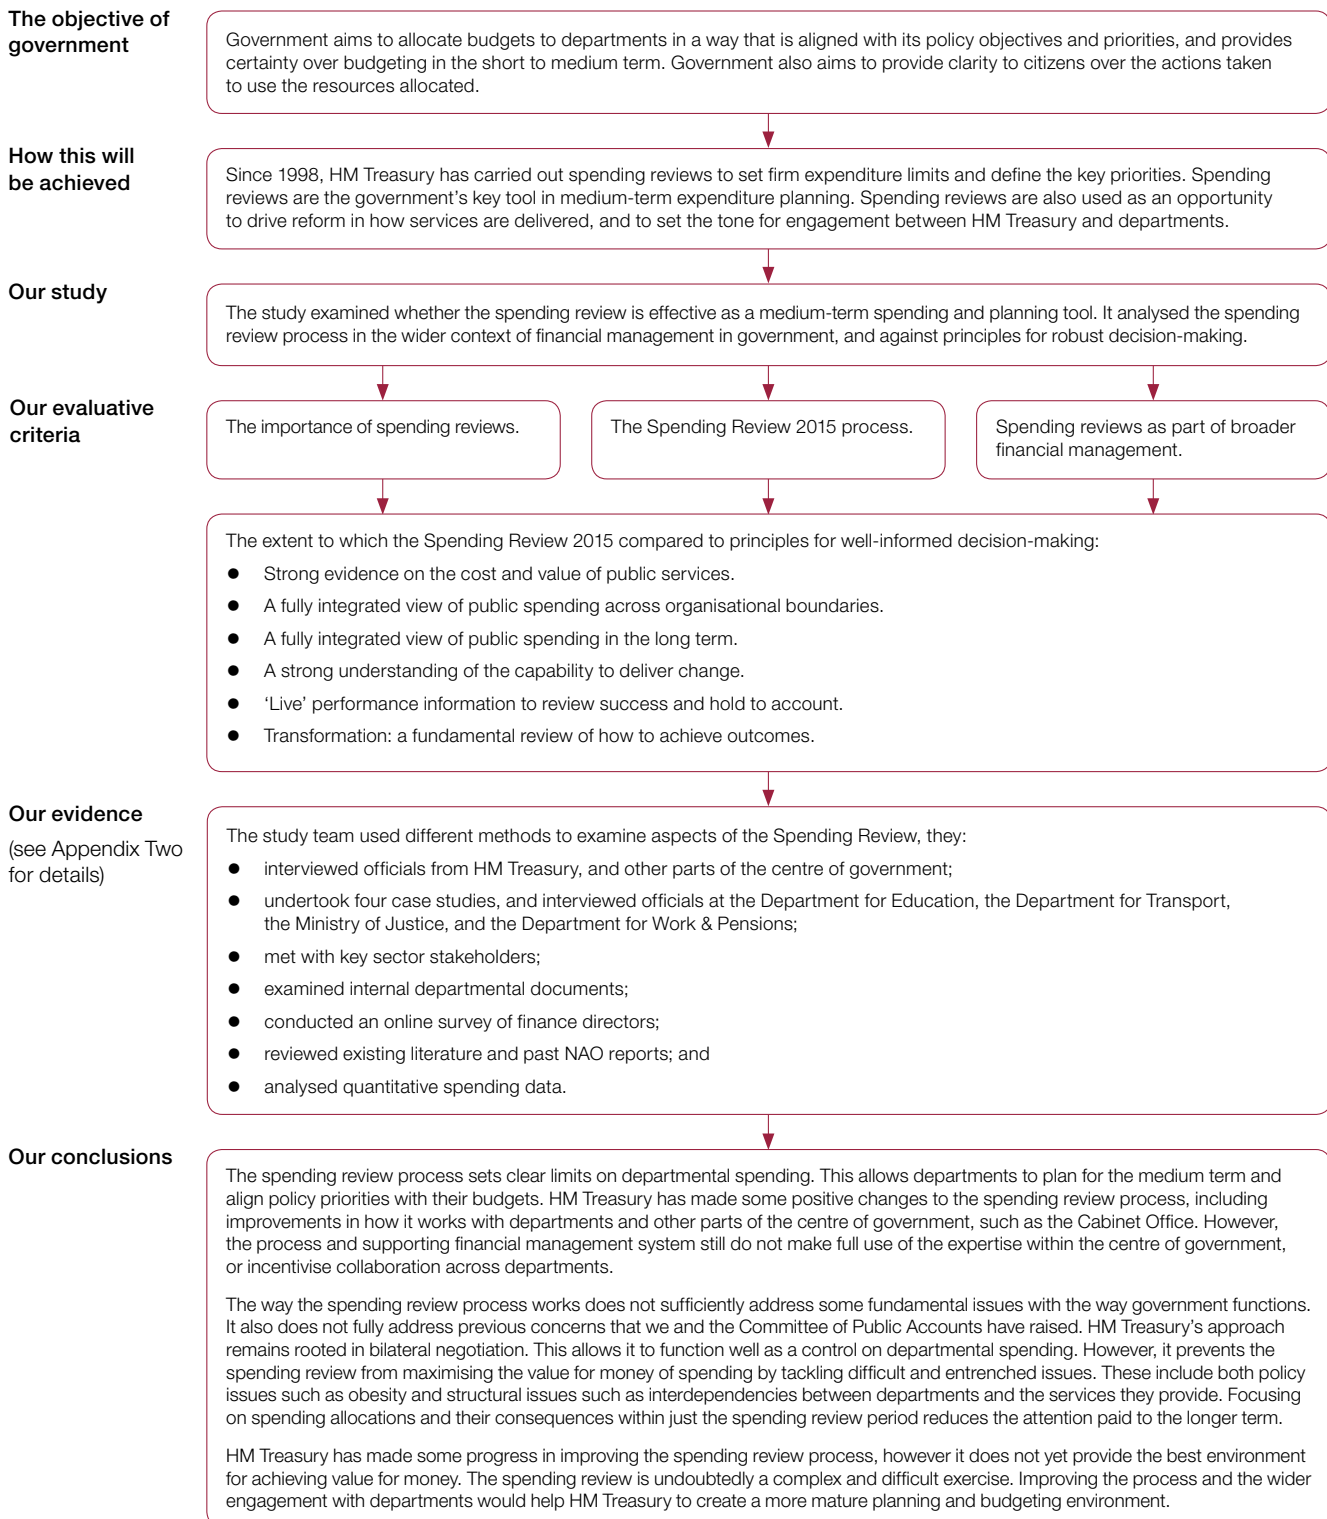 The objective of
government
Government aims to allocate budgets to departments in a way that is aligned with its policy objectives and priorities, and provides
certainty over budgeting in the short to medium term. Government also aims to provide clarity to citizens over the actions taken
to use the resources allocated.
How this will
be achieved
Since 1998, HM Treasury has carried out spending reviews to set firm expenditure limits and define the key priorities. Spending
reviews are the government's key tool in medium-term expenditure planning. Spending reviews are also used as an opportunity
to drive reform in how services are delivered, and to set the tone for engagement between HM Treasury and departments.
Our study
The study examined whether the spending review is effective as a medium-term spending and planning tool. It analysed the spending
review process in the wider context of financial management in government, and against principles for robust decision-making.
Our evaluative
criteria
The importance of spending reviews.
The Spending Review 2015 process.
Spending reviews as part of broader
financial management.
The extent to which the Spending Review 2015 compared to principles for well-informed decision-making:
● Strong evidence on the cost and value of public services.
● A fully integrated view of public spending across organisational boundaries.
● A fully integrated view of public spending in the long term.
● A strong understanding of the capability to deliver change.
● 'Live' performance information to review success and hold to account.
● Transformation: a fundamental review of how to achieve outcomes.
Our evidence
(see Appendix Two
for details)
The study team used different methods to examine aspects of the Spending Review, they:
● interviewed officials from HM Treasury, and other parts of the centre of government;
● undertook four case studies, and interviewed officials at the Department for Education, the Department for Transport,
the Ministry of Justice, and the Department for Work & Pensions;
● met with key sector stakeholders;
● examined internal departmental documents;
● conducted an online survey of finance directors;
● reviewed existing literature and past NAO reports; and
● analysed quantitative spending data.
Our conclusions
The spending review process sets clear limits on departmental spending. This allows departments to plan for the medium term and
align policy priorities with their budgets. HM Treasury has made some positive changes to the spending review process, including
improvements in how it works with departments and other parts of the centre of government, such as the Cabinet Office. However,
the process and supporting financial management system still do not make full use of the expertise within the centre of government,
or incentivise collaboration across departments.
The way the spending review process works does not sufficiently address some fundamental issues with the way government functions.
It also does not fully address previous concerns that we and the Committee of Public Accounts have raised. HM Treasury's approach
remains rooted in bilateral negotiation. This allows it to function well as a control on departmental spending. However, it prevents the
spending review from maximising the value for money of spending by tackling difficult and entrenched issues. These include both policy
issues such as obesity and structural issues such as interdependencies between departments and the services they provide. Focusing
on spending allocations and their consequences within just the spending review period reduces the attention paid to the longer term.
HM Treasury has made some progress in improving the spending review process, however it does not yet provide the best environment
for achieving value for money. The spending review is undoubtedly a complex and difficult exercise. Improving the process and the wider
engagement with departments would help HM Treasury to create a more mature planning and budgeting environment.